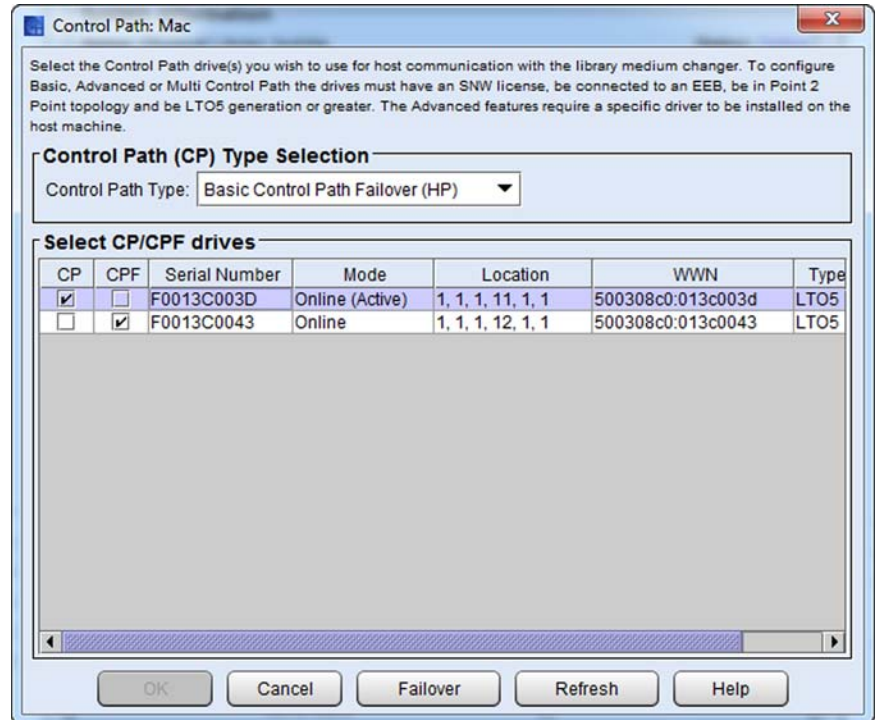 Control Path: Mac
Select the Control Path drive(s) you wish to use for host communication with the library medium changer. To configure
Basic, Advanced or Multi Control Path the drives must have an SNW license, be connected to an EEB, be in Point 2
Point topology and be LTO5 generation or greater. The Advanced features require a specific driver to be installed on the
host machine.
Control Path (CP) Type Selection
Control Path Type: Basic Control Path Failover (HP)
Select CP/CPF drives
CP CPF Serial Number Mode Location WWN Type
F0013C003D Online (Active) 1, 1, 1, 11, 1, 1 500308c0:013c003d LTO5
F0013C0043 Online 1, 1, 1, 12, 1, 1 500308c0:013c0043 LTO5
OK Cancel Failover Refresh Help